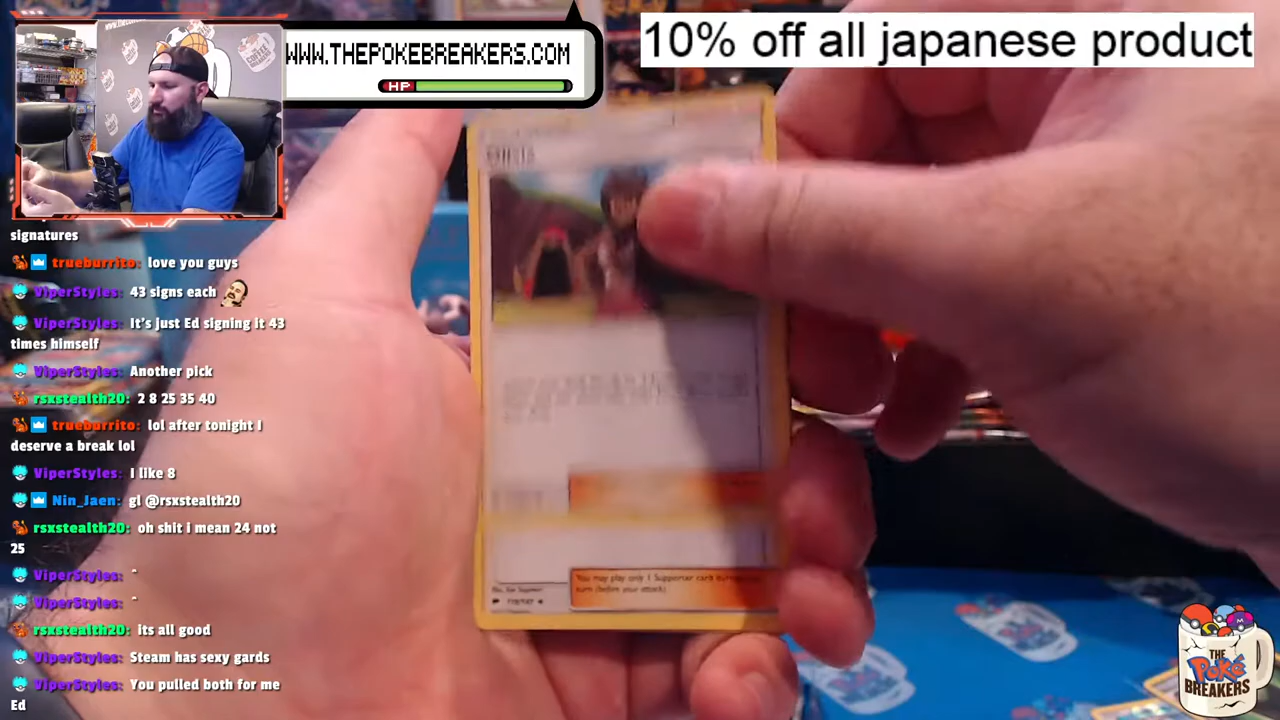 WWW.THEPOKEBREAKERS.COM
HP
10% off all japanese product
signatures
trueburrito: love you guys
ViperStyles: 43 signs each
ViperStyles: It's just Ed signing it 43
times himself
ViperStyles: Another pick
rsxstealth20: 2 8 25 35 40
trueburrito: lol after tonight I
deserve a break lol
ViperStyles: I like 8
Nin_Jaen: gl @rsxstealth20
rsxstealth20: oh shit i mean 24 not
25
ViperStyles: ^
ViperStyles: ^
rsxstealth20: its all good
ViperStyles: Steam has sexy gards
ViperStyles: You pulled both for me
Ed
You may play only 1 Supporter card during your
turn (before your attack).
THE
Poké
BREAKERS